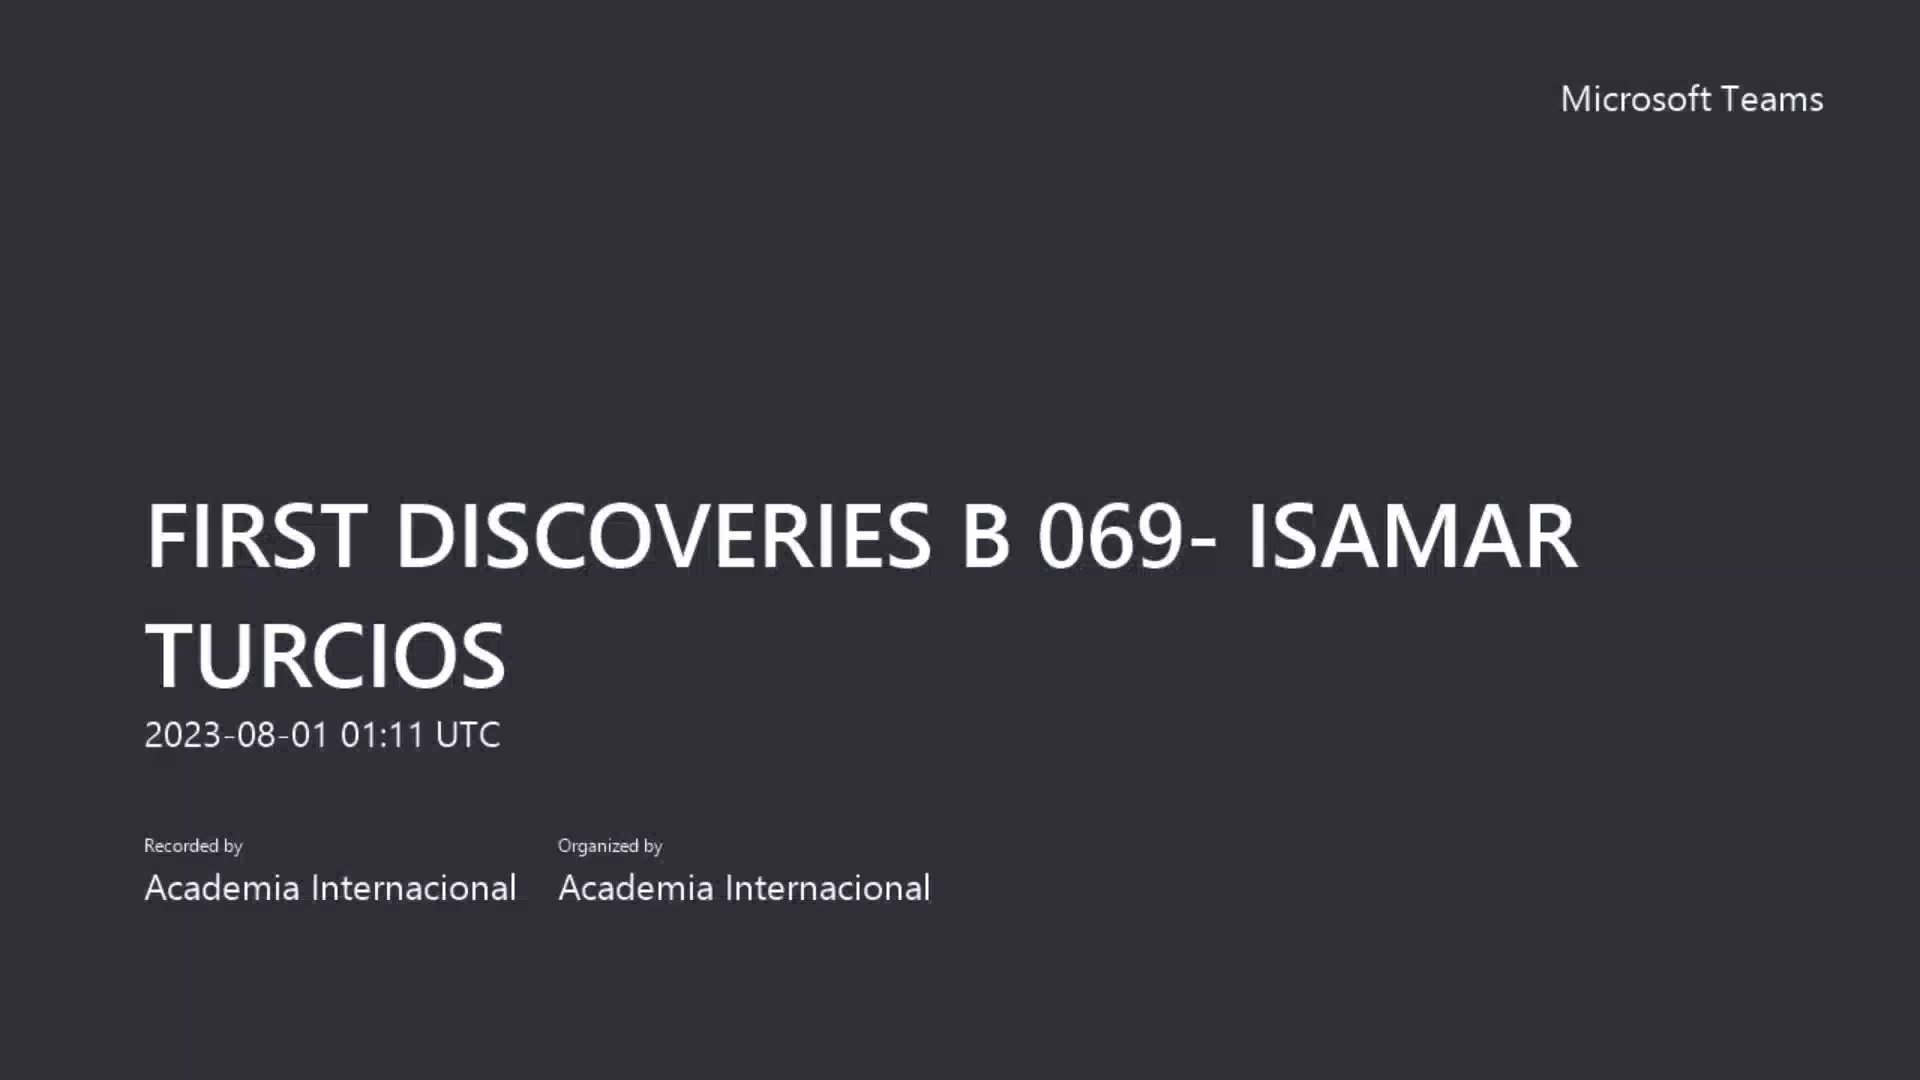 Microsoft Teams
FIRST DISCOVERIES B 069- ISAMAR
TURCIOS
2023-08-01 01:11 UTC
Recorded by
Organized by
Academia Internacional
Academia Internacional